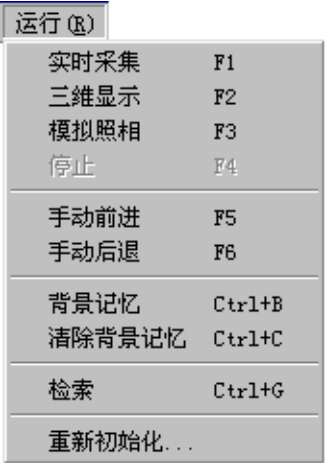 运行(R)
实时采集 F1
三维显示 F2
模拟照相 F3
停止 F4
手动前进 F5
手动后退 F6
背景记忆 Ctrl+B
清除背景记忆 Ctrl+C
检索 Ctrl+G
重新初始化...